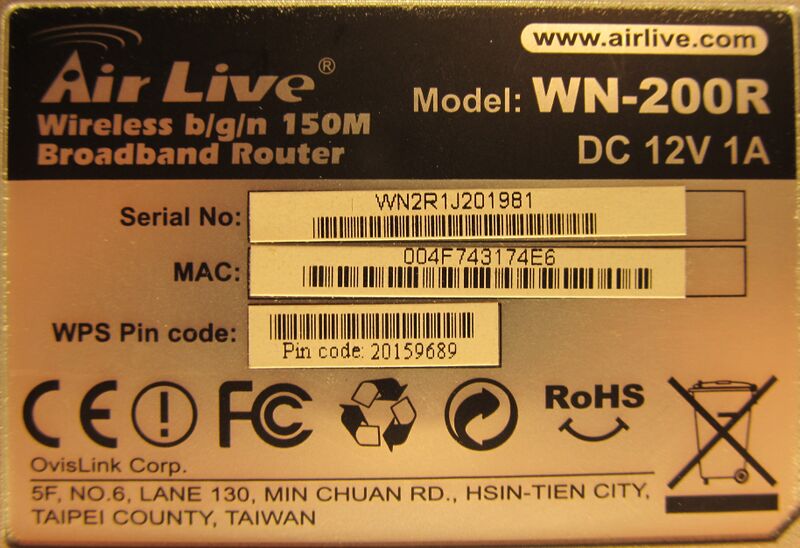 www.airlive.com
Air Live®
Model: WN-200R
Wireless b/g/n 150M
Broadband Router
DC 12V 1A
Serial No: WN2R1J201981
MAC: 004F743174E6
WPS Pin code:
Pin code: 20159689
CE FC RoHS
OvisLink Corp.
5F, NO.6, LANE 130, MIN CHUAN RD., HSIN-TIEN CITY,
TAIPEI COUNTY, TAIWAN